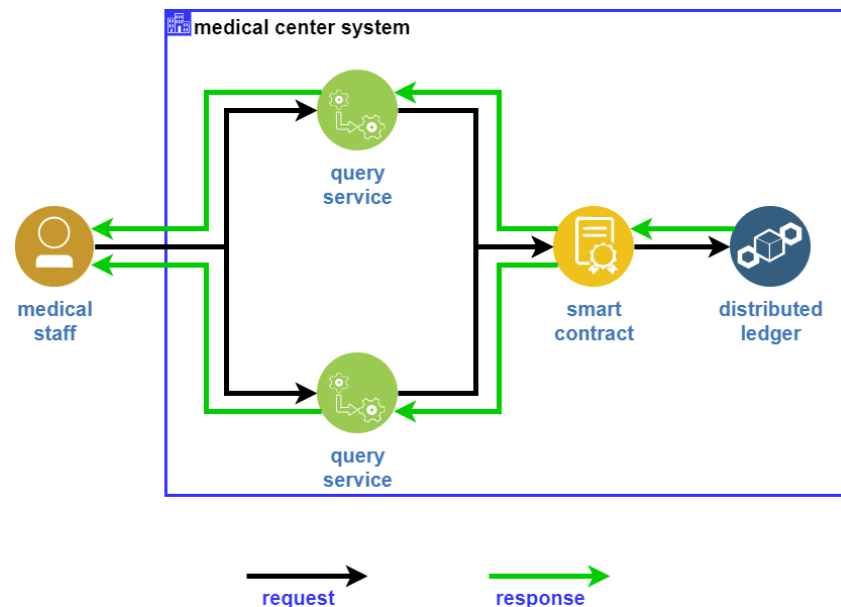 medical center system
query
service
medical
staff
smart
contract
distributed
ledger
query
service
request
response